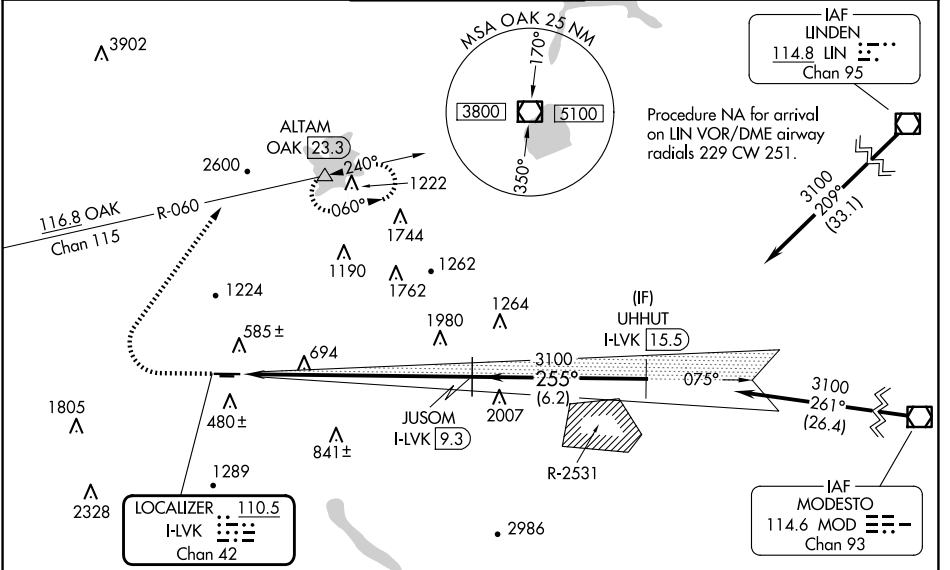 MSA OAK 25 NM
170°
3800
5100
350°
IAF
LINDEN
114.8 LIN
Chan 95
Procedure NA for arrival
on LIN VOR/DME airway
radials 229 CW 251.
3100
209°
(33.1)
3902
ALTAM
OAK 23.3
2600
240°
060°
1222
116.8 OAK
R-060
Chan 115
1744
1190
1762
1262
1224
1264
1980
585±
694
(IF)
UHHUT
I-LVK 15.5
3100
255°
(6.2)
075°
3100
261°
(26.4)
JUSOM
I-LVK 9.3
2007
R-2531
1805
480±
841±
1289
2328
2986
LOCALIZER 110.5
I-LVK
Chan 42
IAF
MODESTO
114.6 MOD
Chan 93